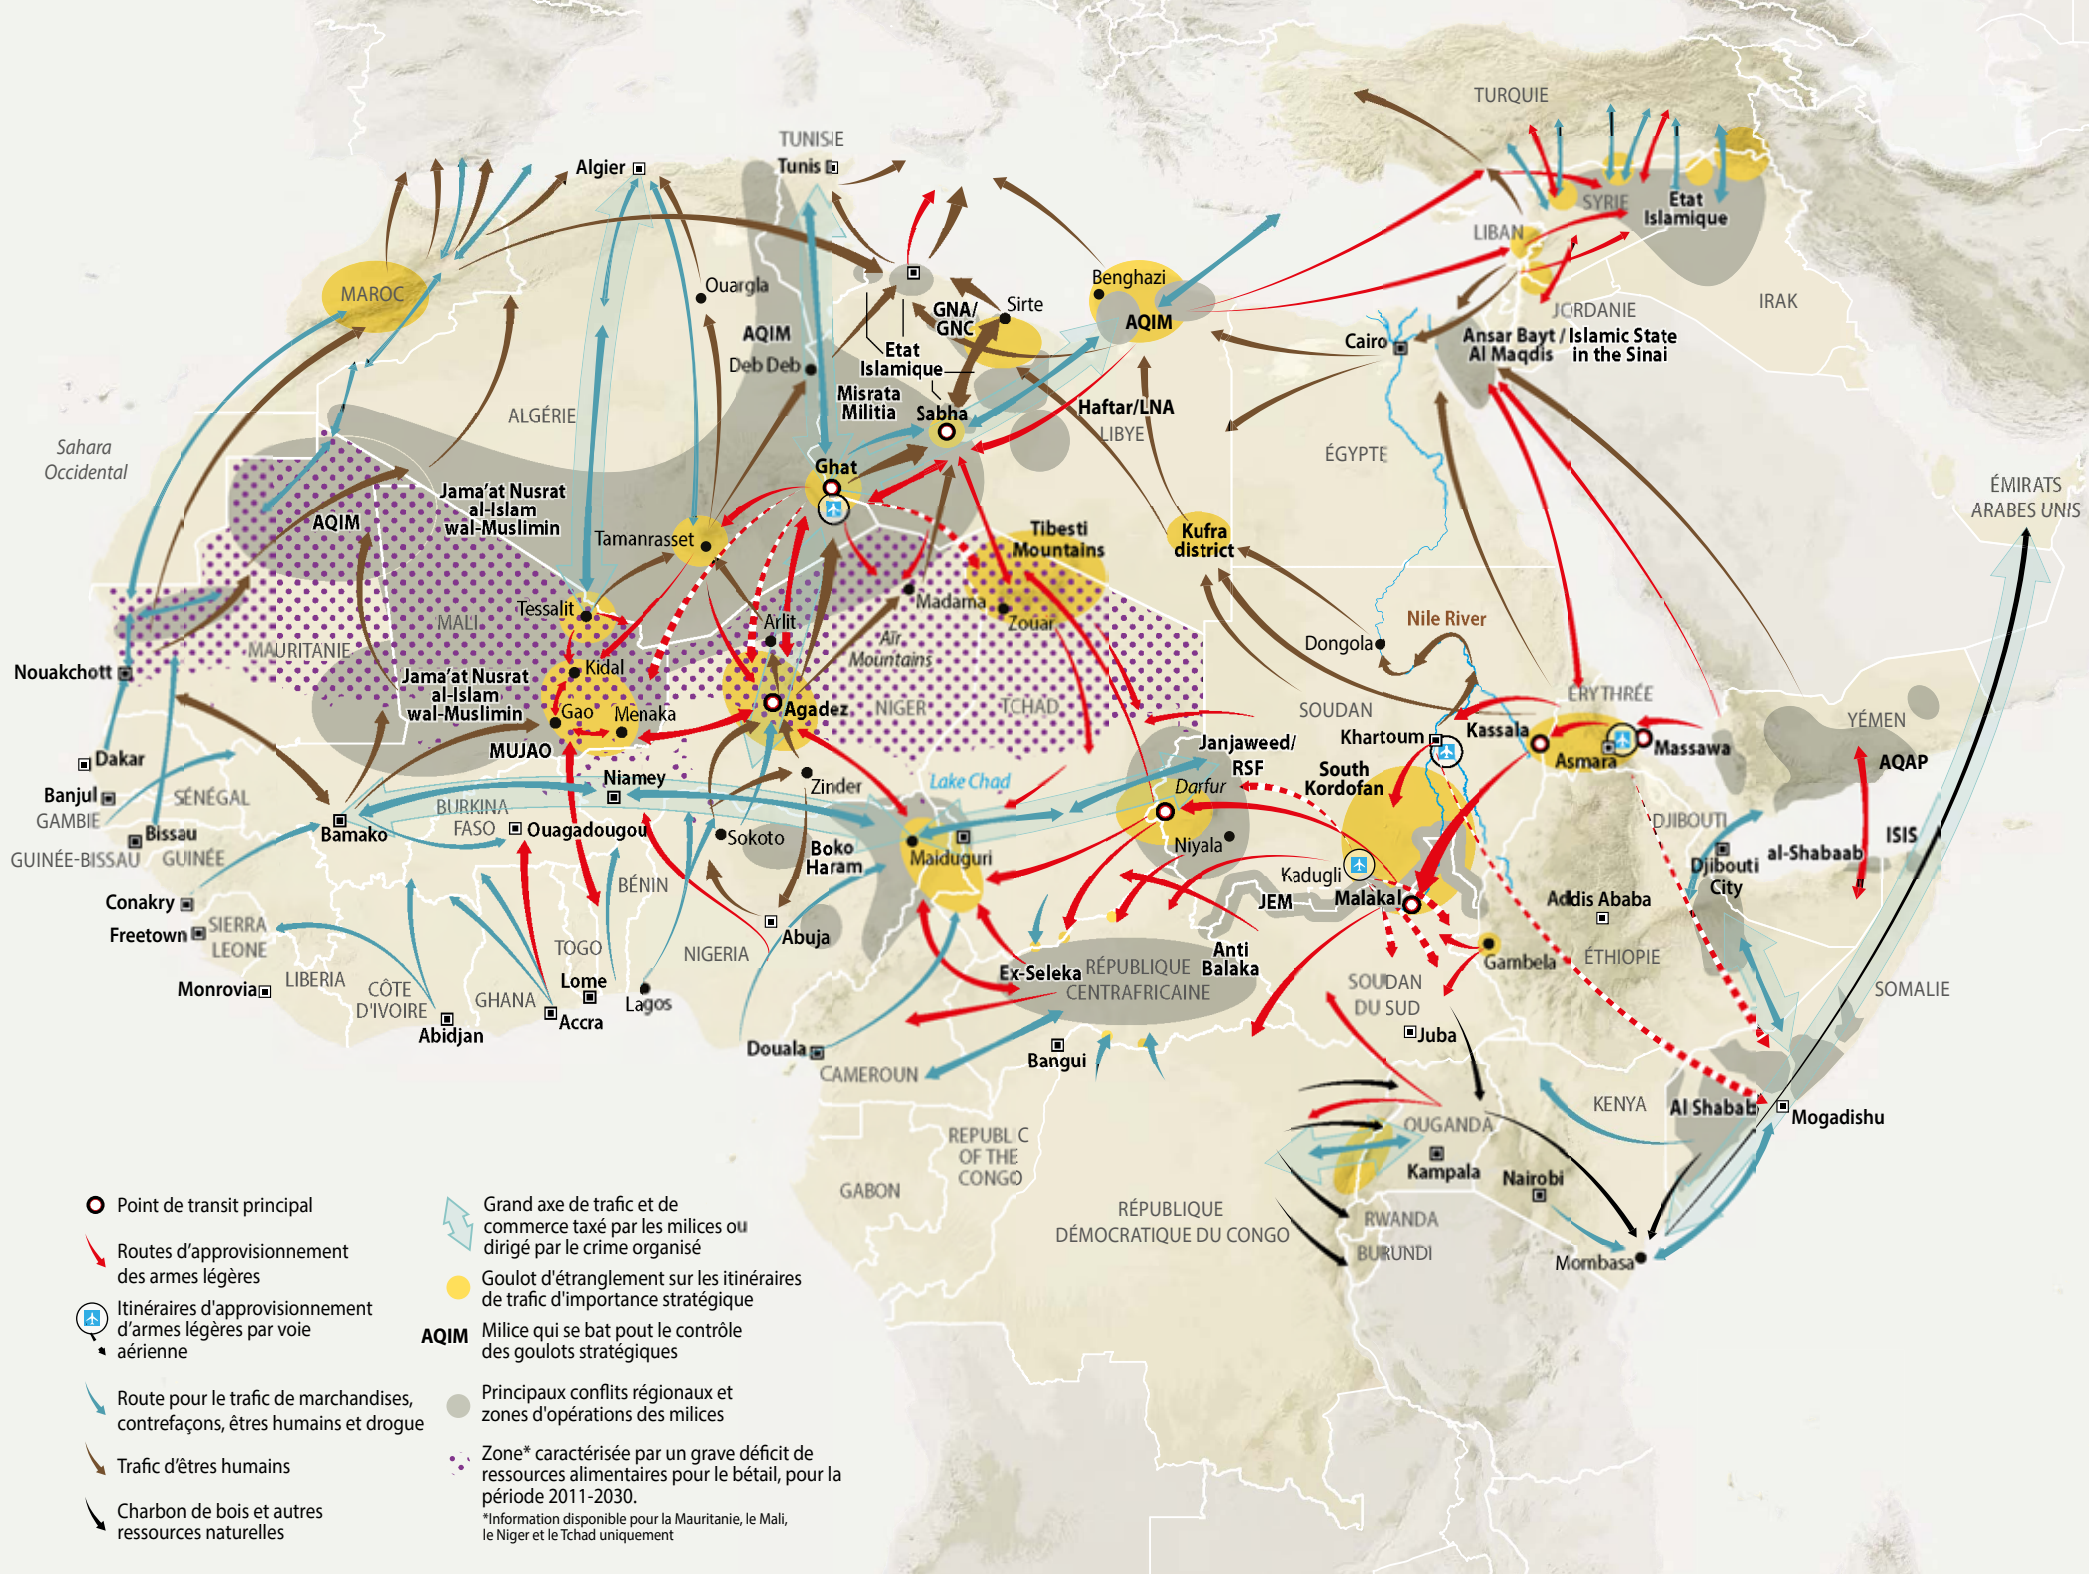 TURQUIE
TUNISIE
Tunis
Algier
SYRIE
Etat
Islamique
LIBAN
MAROC
Ouargla
Benghazi
Sirte
GNA/
GNC
AQIM
IRAK
JORDANIE
AQIM
Deb Deb
Etat
Islamique
Cairo
Ansar Bayt /
Al Maqdis
Islamic State
in the Sinai
Misrata
Militia
Sabha
Haftar/LNA
LIBYE
ALGÉRIE
Sahara
Occidental
ÉGYPTE
Ghat
ÉMIRATS
ARABES UNIS
Jama'at Nusrat
al-Islam
wal-Muslimin
AQIM
Tamanrasset
Tibesti
Mountains
Kufra
district
Tessalit
MALI
Madama
Zouar
Arlit
Aïr
Mountains
Nile River
Dongola
MAURITANIE
Nouakchott
Kidal
Jama'at Nusrat
al-Islam
wal-Muslimin
Gao
Menaka
Agadez
NIGER
TCHAD
SOUDAN
ERYTHRÉE
YÉMEN
MUJAO
Khartoum
Kassala
Massawa
Asmara
AQAP
Janjaweed/
RSF
Dakar
Niamey
Zinder
Lake Chad
Darfur
South
Kordofan
Banjul
GAMBIE
SÉNÉGAL
BURKINA
FASO
Ouagadougou
Bamako
Bissau
GUINÉE-BISSAU
GUINÉE
Sokoto
Boko
Haram
Maiduguri
Niyala
DJIBOUTI
Djibouti
City
al-Shabaab
ISIS
Kadugli
BÉNIN
JEM
Malakal
Addis Ababa
Conakry
Freetown
SIERRA
LEONE
Abuja
NIGERIA
TOGO
Gambela
ÉTHIOPIE
Anti
Balaka
Ex-Seleka
RÉPUBLIQUE
CENTRAFRICAINE
SOUDAN
DU SUD
SOMALIE
Monrovia
LIBERIA
CÔTE
D'IVOIRE
GHANA
Lome
Lagos
Accra
Abidjan
Juba
Douala
CAMEROUN
Bangui
KENYA
Al Shabab
Mogadishu
OUGANDA
Kampala
Nairobi
REPUBL C
OF THE
CONGO
GABON
RÉPUBLIQUE
DÉMOCRATIQUE DU CONGO
RWANDA
BURUNDI
Mombasa
Point de transit principal
Routes d'approvisionnement
des armes légères
Itinéraires d'approvisionnement
d'armes légères par voie
aérienne
Route pour le trafic de marchandises,
contrefaçons, êtres humains et drogue
Trafic d'êtres humains
Charbon de bois et autres
ressources naturelles
Grand axe de trafic et de
commerce taxé par les milices ou
dirigé par le crime organisé
Goulot d'étranglement sur les itinéraires
de trafic d'importance stratégique
AQIM Milice qui se bat pout le contrôle
des goulots stratégiques
Principaux conflits régionaux et
zones d'opérations des milices
Zone* caractérisée par un grave déficit de
ressources alimentaires pour le bétail, pour la
période 2011-2030.
*Information disponible pour la Mauritanie, le Mali,
le Niger et le Tchad uniquement